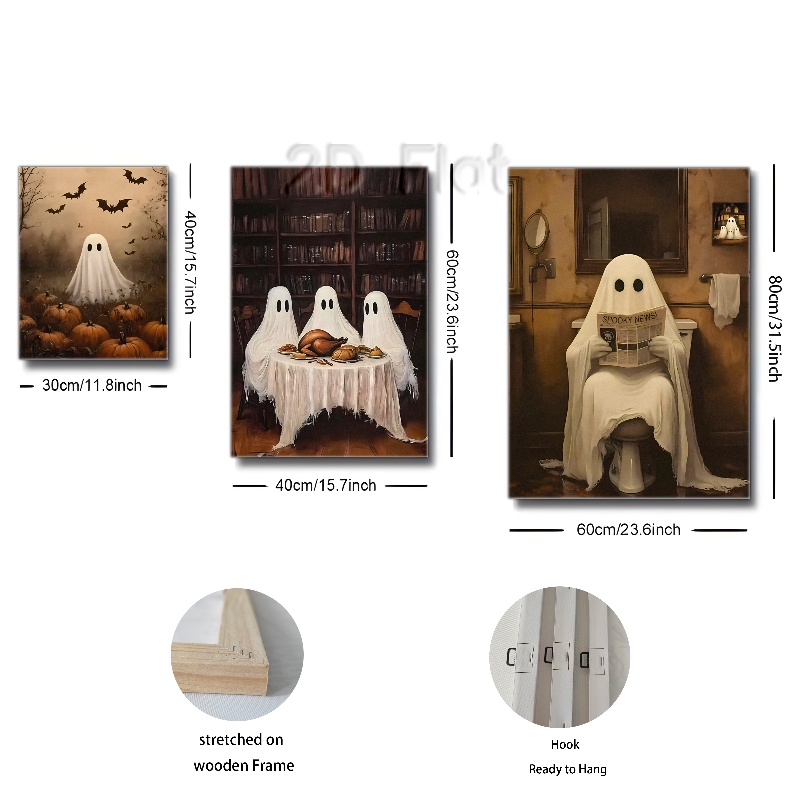 2D Flat
40cm/15.7inch
30cm/11.8inch
60cm/23.6inch
40cm/15.7inch
SPOOKY NEWS!
80cm/31.5inch
60cm/23.6inch
stretched on
wooden Frame
Hook
Ready to Hang